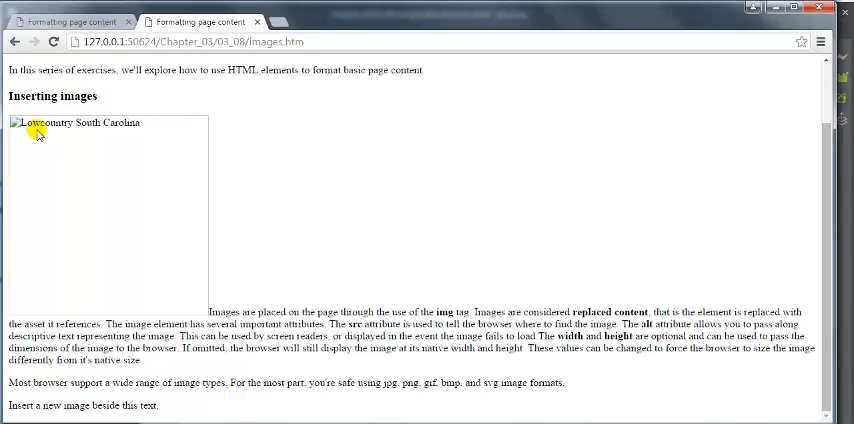 Formatting page content
Formatting page content
127.0.0.1:50624/Chapter_03/03_08/images.htm
In this series of exercises, we'll explore how to use HTML elements to format basic page content.
Inserting images
Lowcountry South Carolina
Images are placed on the page through the use of the img tag. Images are considered replaced content, that is the element is replaced with
the asset it references. The image element has several important attributes. The src attribute is used to tell the browser where to find the image. The alt attribute allows you to pass along
descriptive text representing the image. This can be used by screen readers, or displayed in the event the image fails to load The width and height are optional and can be used to pass the
dimensions of the image to the browser. If omitted, the browser will still display the image at its native width and height. These values can be changed to force the browser to size the image
differently from it's native size.
Most browser support a wide range of image types. For the most part, you're safe using jpg, png, gif, bmp, and svg image formats.
Insert a new image beside this text.